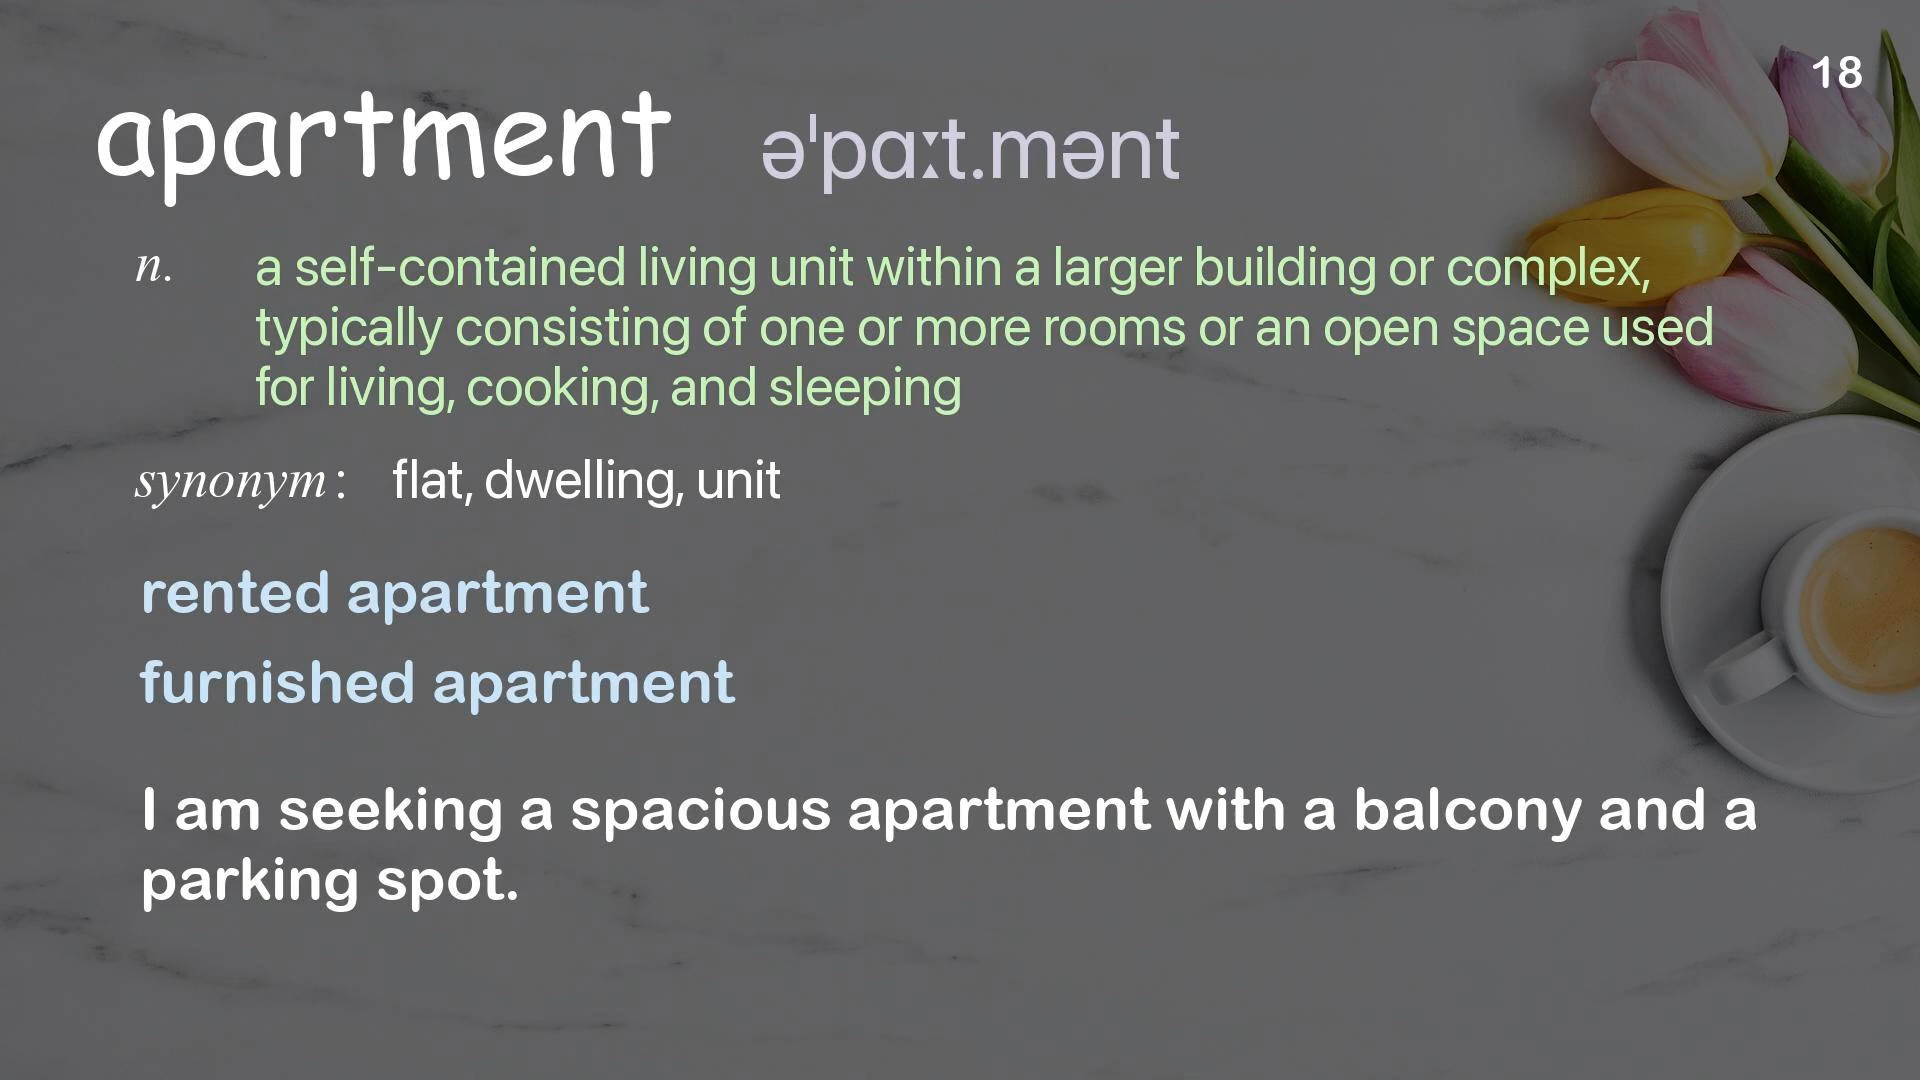 18
apartment əˈpɑːt.mənt
n. a self-contained living unit within a larger building or complex,
typically consisting of one or more rooms or an open space used
for living, cooking, and sleeping
synonym : flat, dwelling, unit
rented apartment
furnished apartment
I am seeking a spacious apartment with a balcony and a
parking spot.